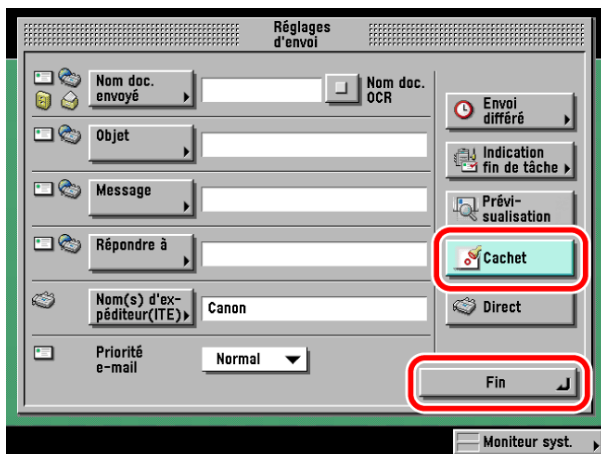 Réglages
d'envoi
Nom doc.
envoyé
Nom doc.
OCR
Objet
Message
Répondre à
Nom(s) d'ex-
péditeur(ITE)
Canon
Priorité
e-mail
Normal
Envoi
différé
Indication
fin de tâche
Prévi-
sualisation
Cachet
Direct
Fin
Moniteur syst.